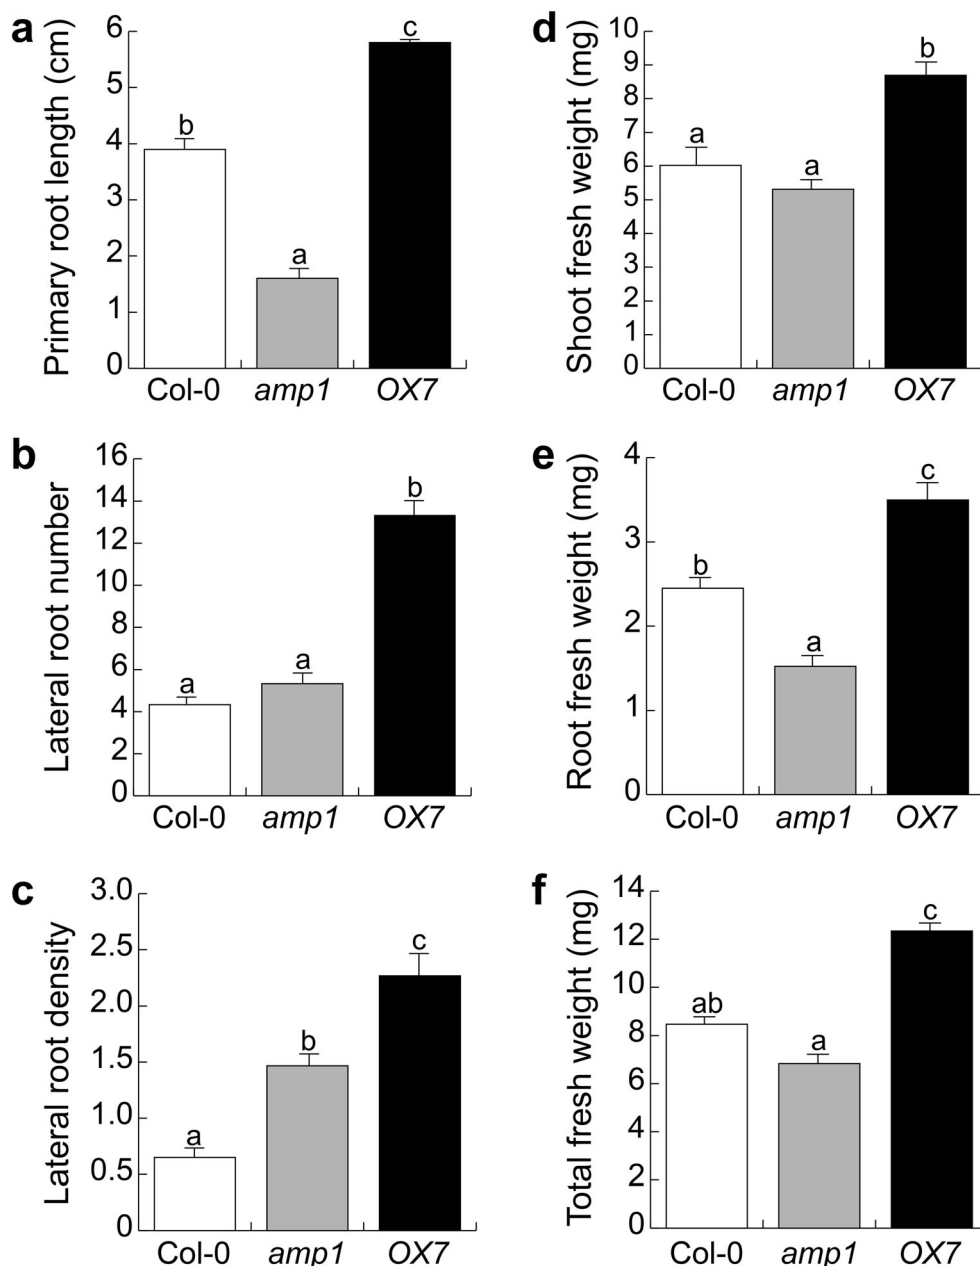 a
Primary root length (cm)
6
5
4
3
2
1
0
b
a
c
Col-0 amp1 OX7
d
Shoot fresh weight (mg)
10
9
8
7
6
5
4
3
2
1
0
a
a
b
Col-0 amp1 OX7
b
Lateral root number
16
14
12
10
8
6
4
2
0
a
a
b
Col-0 amp1 OX7
e
Root fresh weight (mg)
4
3
2
1
0
b
a
c
Col-0 amp1 OX7
c
Lateral root density
3.0
2.5
2.0
1.5
1.0
0.5
0
a
b
c
Col-0 amp1 OX7
f
Total fresh weight (mg)
14
12
10
8
6
4
2
0
ab
a
c
Col-0 amp1 OX7